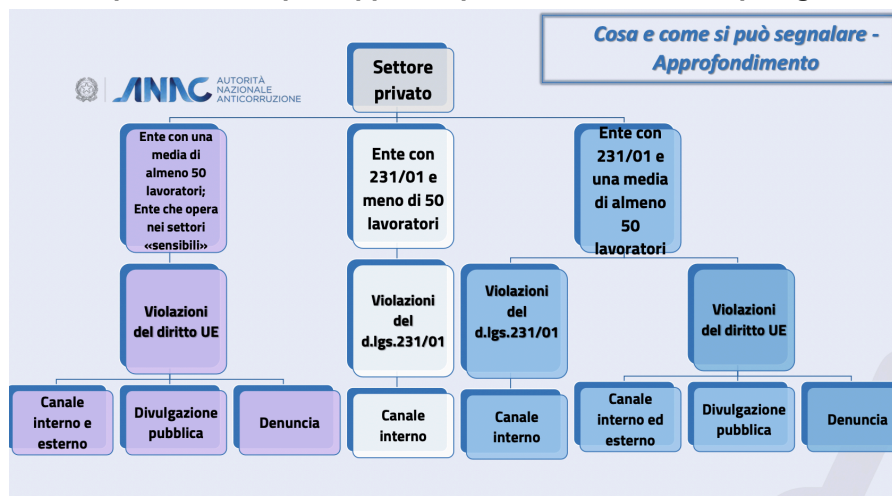 Cosa e come si può segnalare -
Approfondimento
ANAC
AUTORITÀ
NAZIONALE
ANTICORRUZIONE
Settore
privato
Ente con una
media di
almeno 50
lavoratori;
Ente che opera
nei settori
«sensibili»
Ente con
231/01 e
meno di 50
lavoratori
Ente con
231/01 e
una media
di almeno
50
lavoratori
Violazioni
del diritto UE
Violazioni
del
d.lgs.231/01
Violazioni
del
d.lgs.231/01
Violazioni
del diritto UE
Canale
interno e
esterno
Divulgazione
pubblica
Denuncia
Canale
interno
Canale
interno
Canale
interno ed
esterno
Divulgazione
pubblica
Denuncia